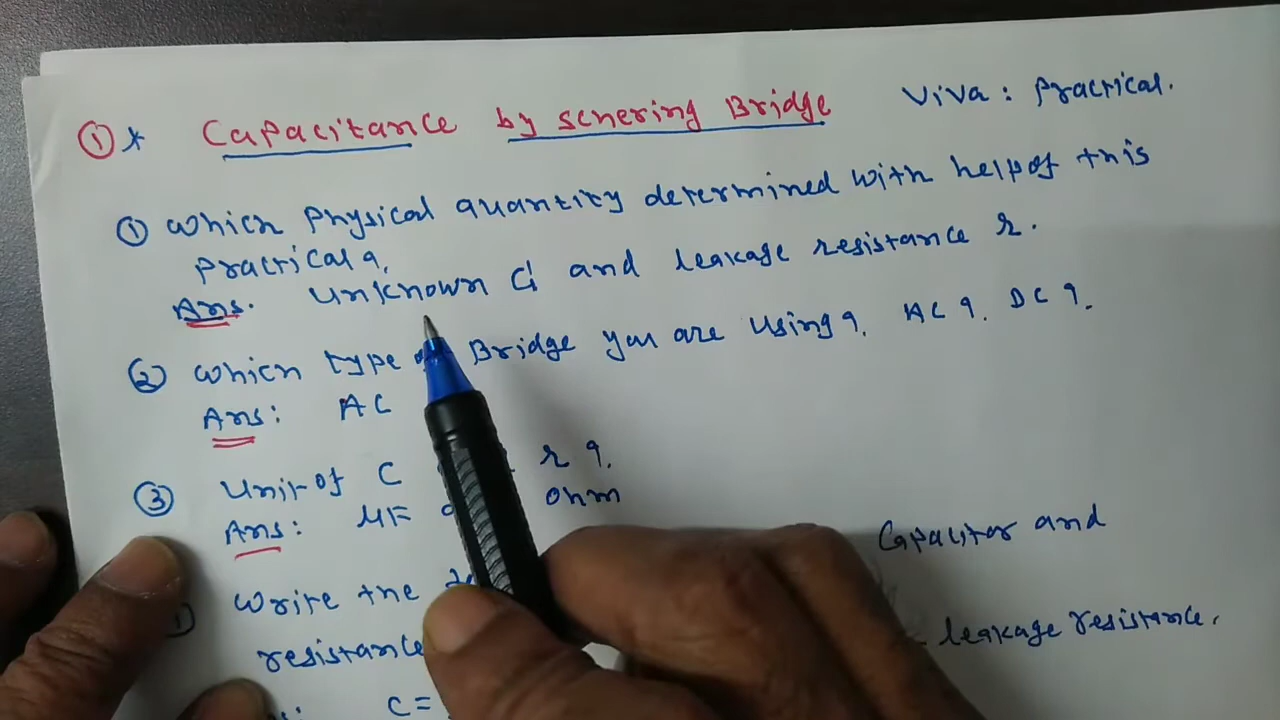 ① * Capacitance by schering Bridge Viva: Practical.
① Which Physical quantity determined with help of this
Practical?
Ans. Unknown C1 and leakage resistance r.
② Which type Bridge you are using?. AC ?. DC ?.
Ans: AC
③ Unit of C r ?.
Ans: μF ohm
Write the Capacitor and
resistance leakage resistance.
C=